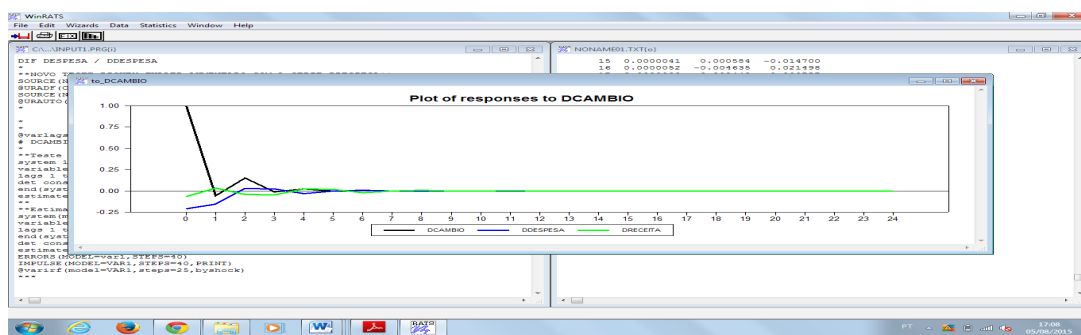 WinRATS
File Edit Wizards Data Statistics Window Help
C:\...\INPUT1.PRG(i)
NONAME01.TXT(o)
DIF DESPESA / DDESPESA
*
15 0.0000041 -0.000584 -0.014700
16 0.0000052 -0.004635 0.021498
**NOVO
SOURCE(N
@URADF(C
SOURCE(N
@URAUTO(
*
*
*
@varlags
# DCAMBI
*
**Teste
system 1
variable
lags 1 t
det cons
end(syst
estimate
**
**Estima
system(m
variable
lags 1 t
end(syst
det cons
estimate
to_DCAMBIO
Plot of responses to DCAMBIO
1.00
0.75
0.50
0.25
0.00
-0.25
0 1 2 3 4 5 6 7 8 9 10 11 12 13 14 15 16 17 18 19 20 21 22 23 24
DCAMBIO DDESPESA DRECEITA
ERRORS(MODEL=var1,STEPS=40)
IMPULSE(MODEL=VAR1,STEPS=40,PRINT)
@varirf(model=VAR1,steps=25,byshock)
***
RATS
PT
17:08
05/08/2015